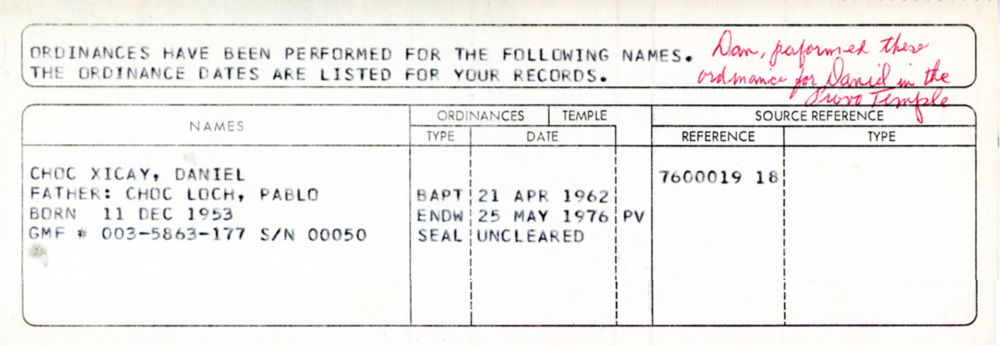 ORDINANCES HAVE BEEN PERFORMED FOR THE FOLLOWING NAMES.
THE ORDINANCE DATES ARE LISTED FOR YOUR RECORDS.
Dan, performed these
ordinance for Daniel in the
Provo Temple
NAMES
ORDINANCES TEMPLE
TYPE DATE
SOURCE REFERENCE
REFERENCE TYPE
CHOC XICAY, DANIEL 7600019 18
FATHER: CHOC LOCH, PABLO BAPT 21 APR 1962
BORN 11 DEC 1953 ENDW 25 MAY 1976 PV
GMF # 003-5863-177 S/N 00050 SEAL UNCLEARED